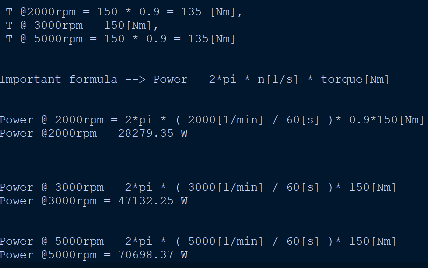 T @2000rpm = 150 * 0.9 = 135 [Nm],
T @ 3000rpm 150[Nm],
T @ 5000rpm = 150 * 0.9 = 135[Nm]
Important formula --> Power 2*pi * n[1/s] * torque[Nm]
Power @ 2000rpm = 2*pi * ( 2000[1/min] / 60[s] )* 0.9*150[Nm]
Power @2000rpm 28279.35 W
Power @ 3000rpm 2*pi * ( 3000[1/min] / 60[s] )* 150[Nm]
Power @3000rpm = 47132.25 W
Power @ 5000rpm 2*pi * ( 5000[1/min] / 60[s] )* 150[Nm]
Power @5000rpm = 70698.37 W